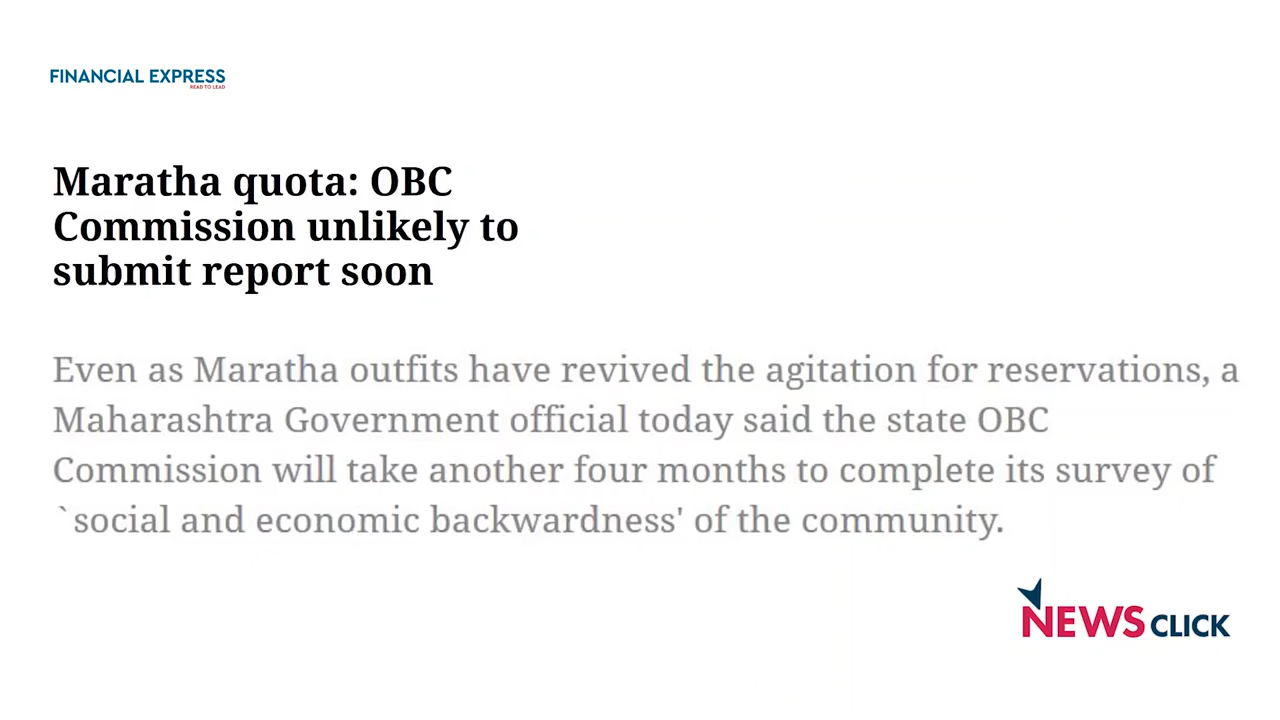 FINANCIAL EXPRESS
READ TO LEAD
Maratha quota: OBC
Commission unlikely to
submit report soon
Even as Maratha outfits have revived the agitation for reservations, a
Maharashtra Government official today said the state OBC
Commission will take another four months to complete its survey of
`social and economic backwardness' of the community.
NEWS CLICK